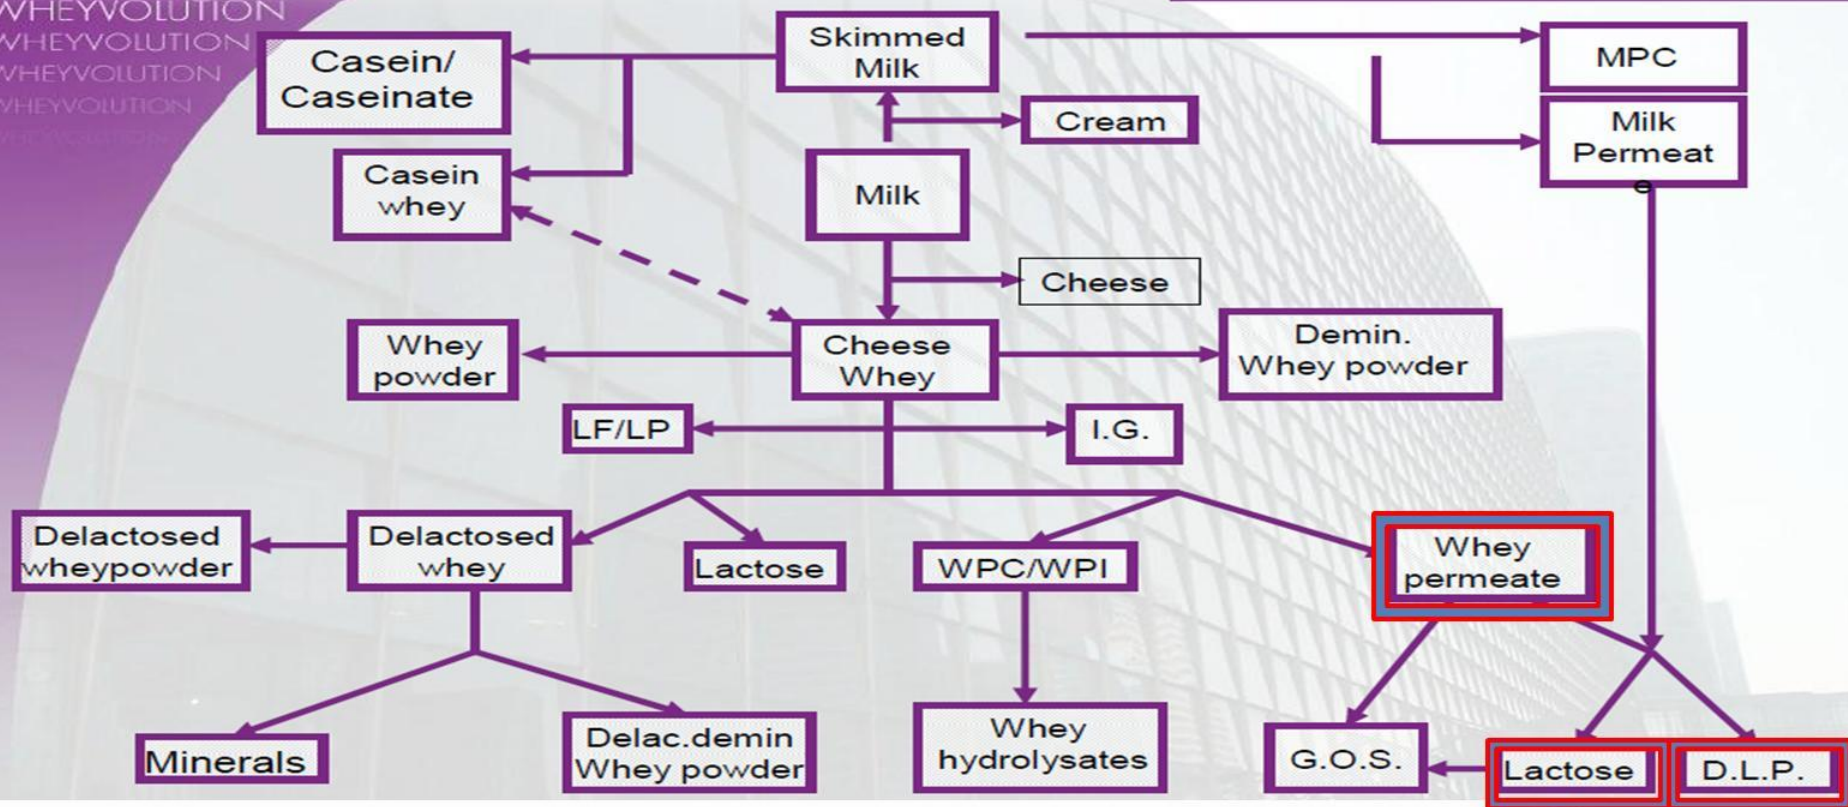 WHEYVOLUTION
WHEYVOLUTION
WHEYVOLUTION
WHEYVOLUTION
Casein/
Caseinate
Skimmed
Milk
MPC
Cream
Milk
Permeat
e
Casein
whey
Milk
Cheese
Whey
powder
Cheese
Whey
Demin.
Whey powder
LF/LP
I.G.
Delactosed
wheypowder
Delactosed
whey
Lactose
WPC/WPI
Whey
permeate
Minerals
Delac.demin
Whey powder
Whey
hydrolysates
G.O.S.
Lactose
D.L.P.